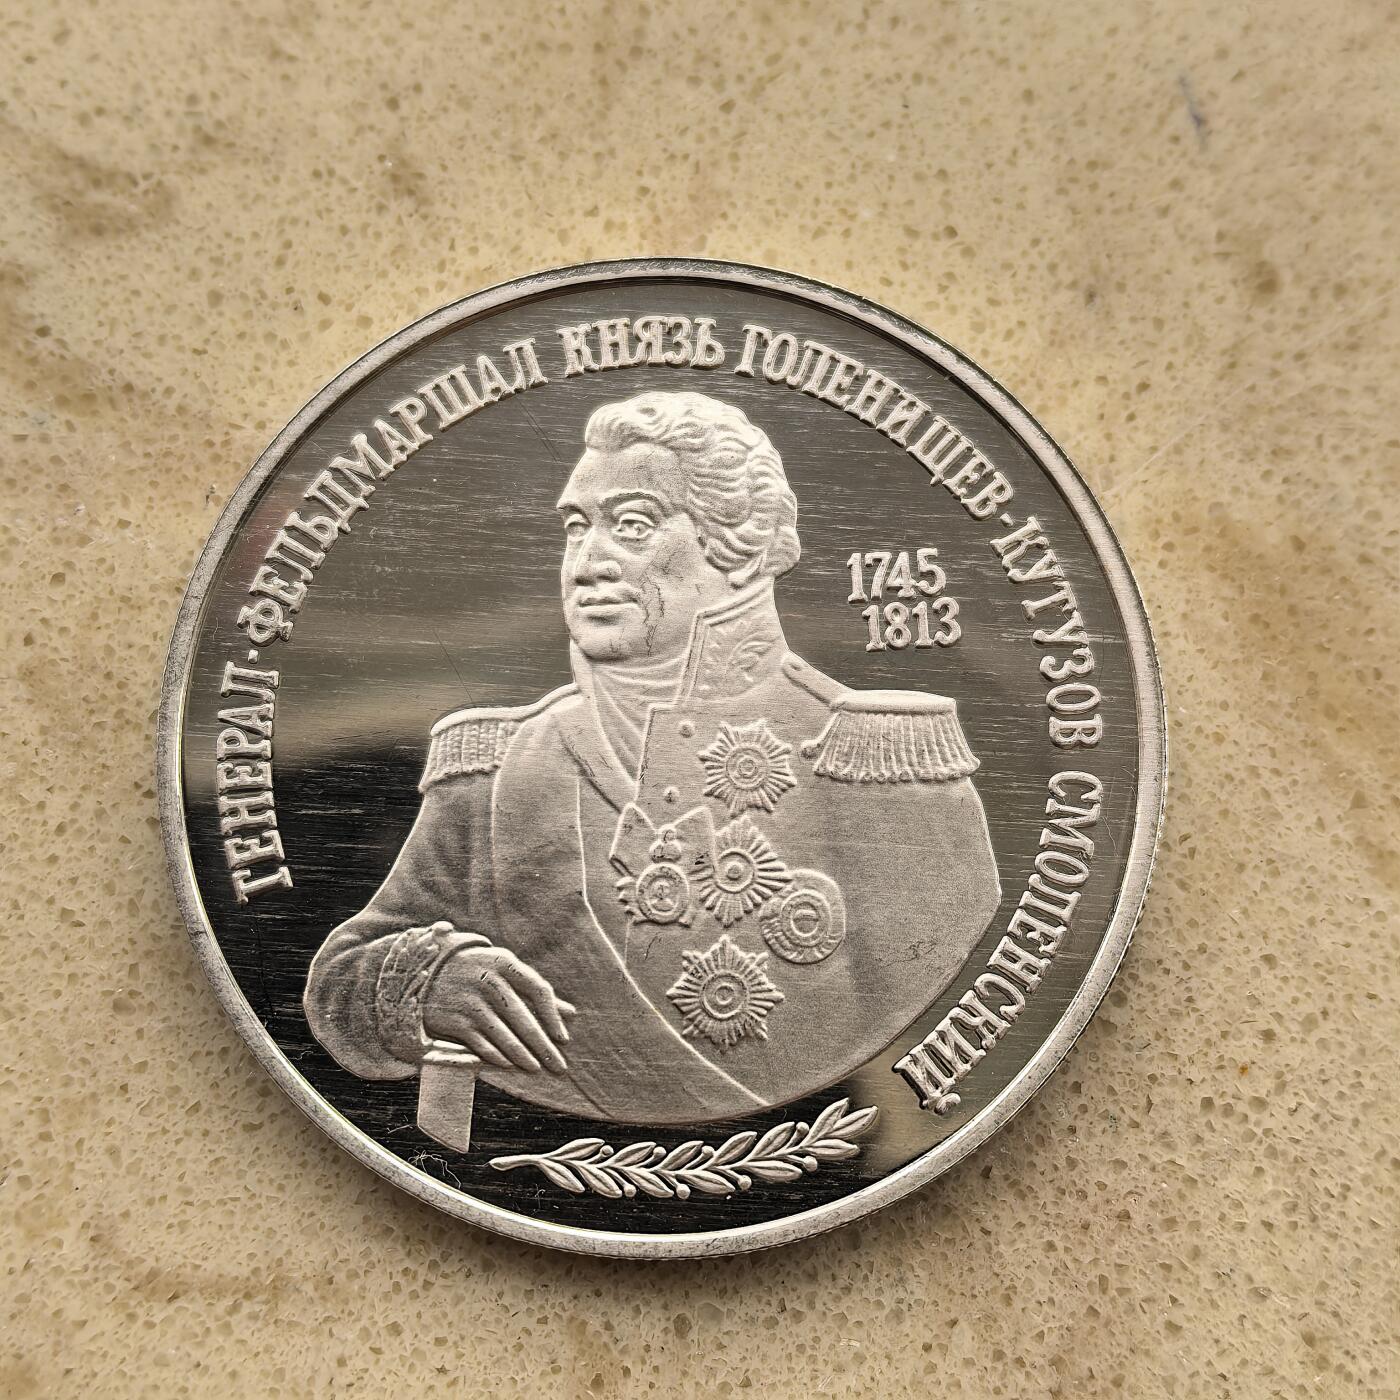 ГЕНЕРАЛ-ФЕЛЬДМАРШАЛ КНЯЗЬ ГОЛЕНИЩЕВ-КУТУЗОВ СМОЛЕНСКИЙ
1745
1813